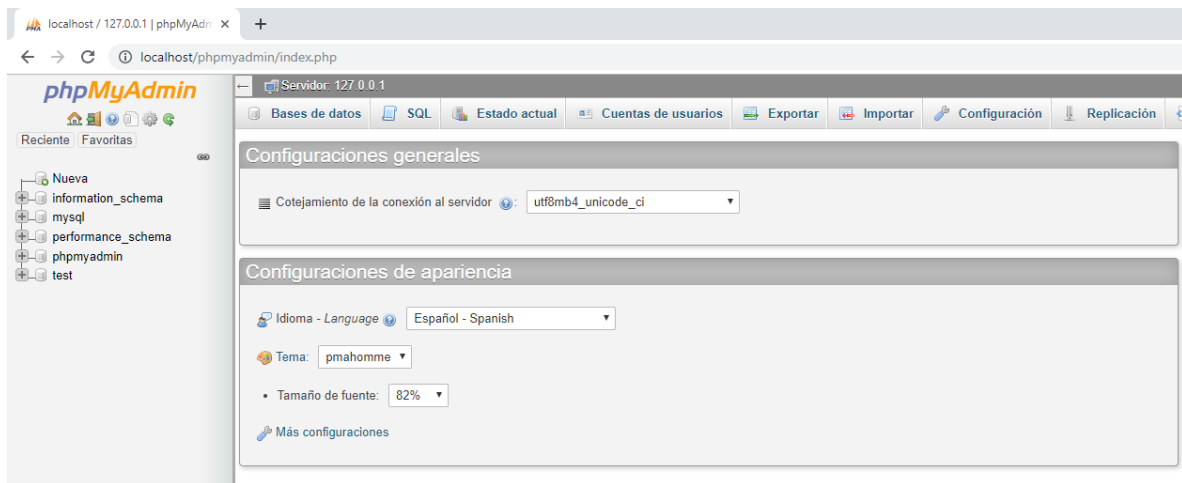 localhost / 127.0.0.1 | phpMyAdm
localhost/phpmyadmin/index.php
phpMyAdmin
Reciente Favoritas
Nueva
information_schema
mysql
performance_schema
phpmyadmin
test
Servidor: 127.0.0.1
Bases de datos SQL Estado actual Cuentas de usuarios Exportar Importar Configuración Replicación
Configuraciones generales
Cotejamiento de la conexión al servidor : utf8mb4_unicode_ci
Configuraciones de apariencia
Idioma - Language Español - Spanish
Tema: pmahomme
• Tamaño de fuente: 82%
Más configuraciones